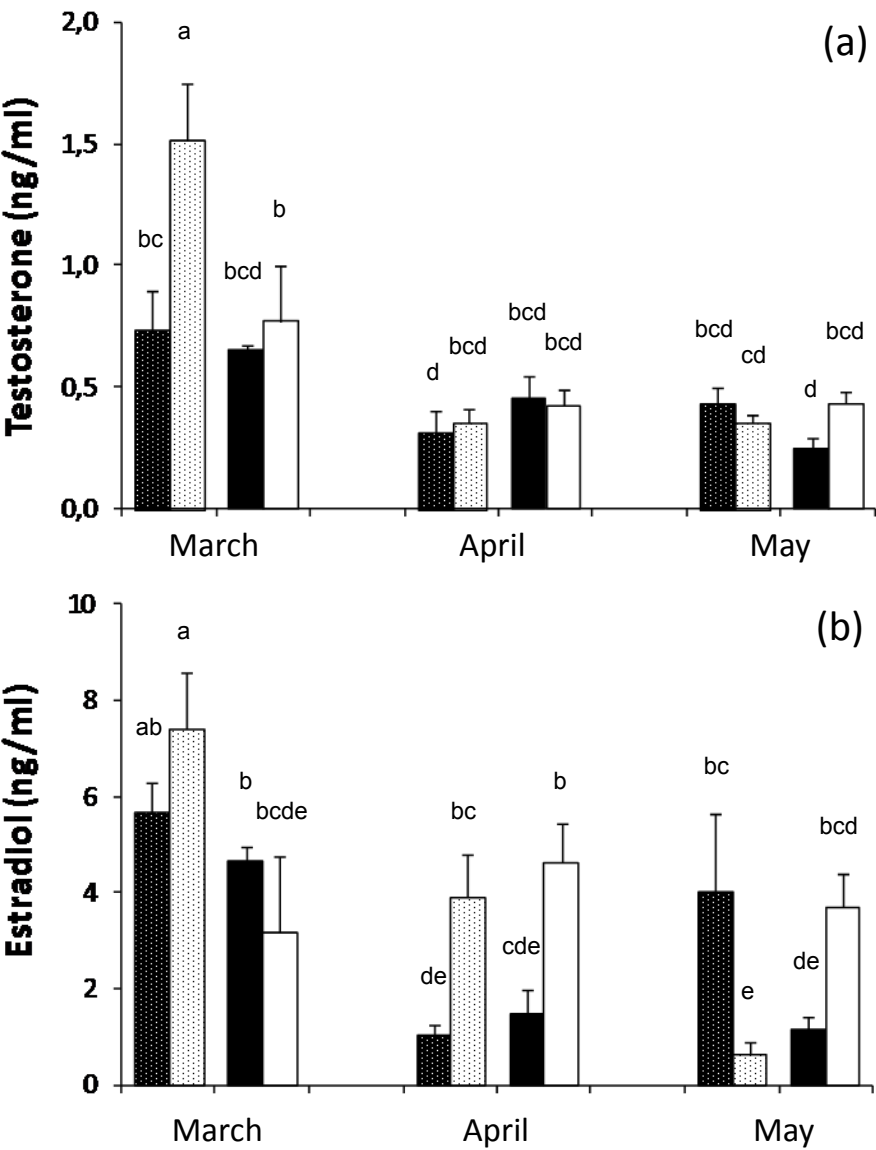 (a)
Testosterone (ng/ml)
2,0
1,5
1,0
0,5
0,0
bc
a
bcd
b
d
bcd
bcd
bcd
bcd
cd
d
bcd
March
April
May
(b)
Estradiol (ng/ml)
10
8
6
4
2
0
ab
a
b
bcde
de
bc
cde
b
bc
e
de
bcd
March
April
May